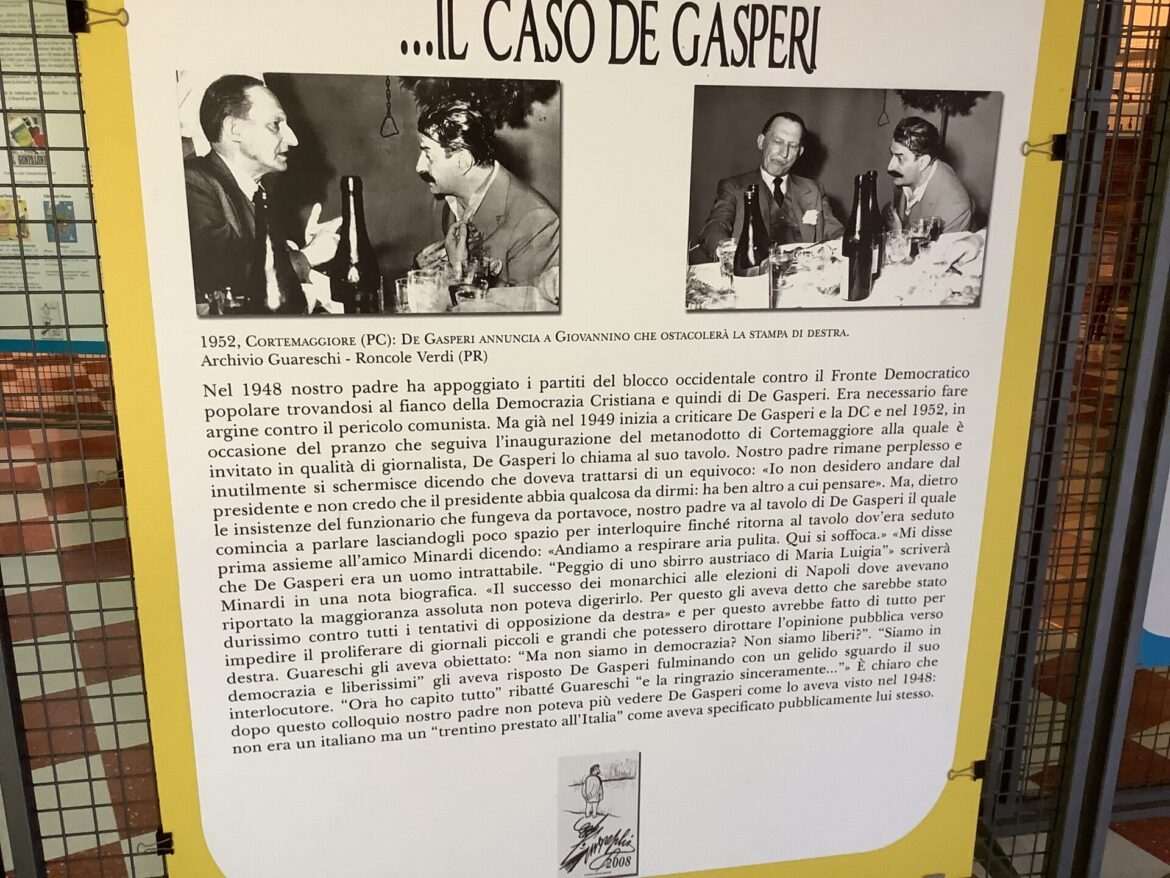 ...IL CASO DE GASPERI
1952, CORTEMAGGIORE (PC): DE GASPERI ANNUNCIA A GIOVANNINO CHE OSTACOLERÀ LA STAMPA DI DESTRA.
Archivio Guareschi - Roncole Verdi (PR)
Nel 1948 nostro padre ha appoggiato i partiti del blocco occidentale contro il Fronte Democratico
popolare trovandosi al fianco della Democrazia Cristiana e quindi di De Gasperi. Era necessario fare
argine contro il pericolo comunista. Ma già nel 1949 inizia a criticare De Gasperi e la DC e nel 1952, in
occasione del pranzo che seguiva l'inaugurazione del metanodotto di Cortemaggiore alla quale è
invitato in qualità di giornalista, De Gasperi lo chiama al suo tavolo. Nostro padre rimane perplesso e
inutilmente si schermisce dicendo che doveva trattarsi di un equivoco: «Io non desidero andare dal
presidente e non credo che il presidente abbia qualcosa da dirmi: ha ben altro a cui pensare». Ma, dietro
le insistenze del funzionario che fungeva da portavoce, nostro padre va al tavolo di De Gasperi il quale
comincia a parlare lasciandogli poco spazio per interloquire finché ritorna al tavolo dov'era seduto
prima assieme all'amico Minardi dicendo: «Andiamo a respirare aria pulita. Qui si soffoca.» «Mi disse
che De Gasperi era un uomo intrattabile. “Peggio di uno sbirro austriaco di Maria Luigia”» scriverà
Minardi in una nota biografica. «Il successo dei monarchici alle elezioni di Napoli dove avevano
riportato la maggioranza assoluta non poteva digerirlo. Per questo gli aveva detto che sarebbe stato
durissimo contro tutti i tentativi di opposizione da destra» e per questo avrebbe fatto di tutto per
impedire il proliferare di giornali piccoli e grandi che potessero dirottare l'opinione pubblica verso
destra. Guareschi gli aveva obiettato: “Ma non siamo in democrazia? Non siamo liberi?”. “Siamo in
democrazia e liberissimi” gli aveva risposto De Gasperi fulminando con un gelido sguardo il suo
interlocutore. “Ora ho capito tutto” ribatté Guareschi “e la ringrazio sinceramente...”» È chiaro che
dopo questo colloquio nostro padre non poteva più vedere De Gasperi come lo aveva visto nel 1948:
non era un italiano ma un “trentino prestato all'Italia” come aveva specificato pubblicamente lui stesso.
Guareschi
2008